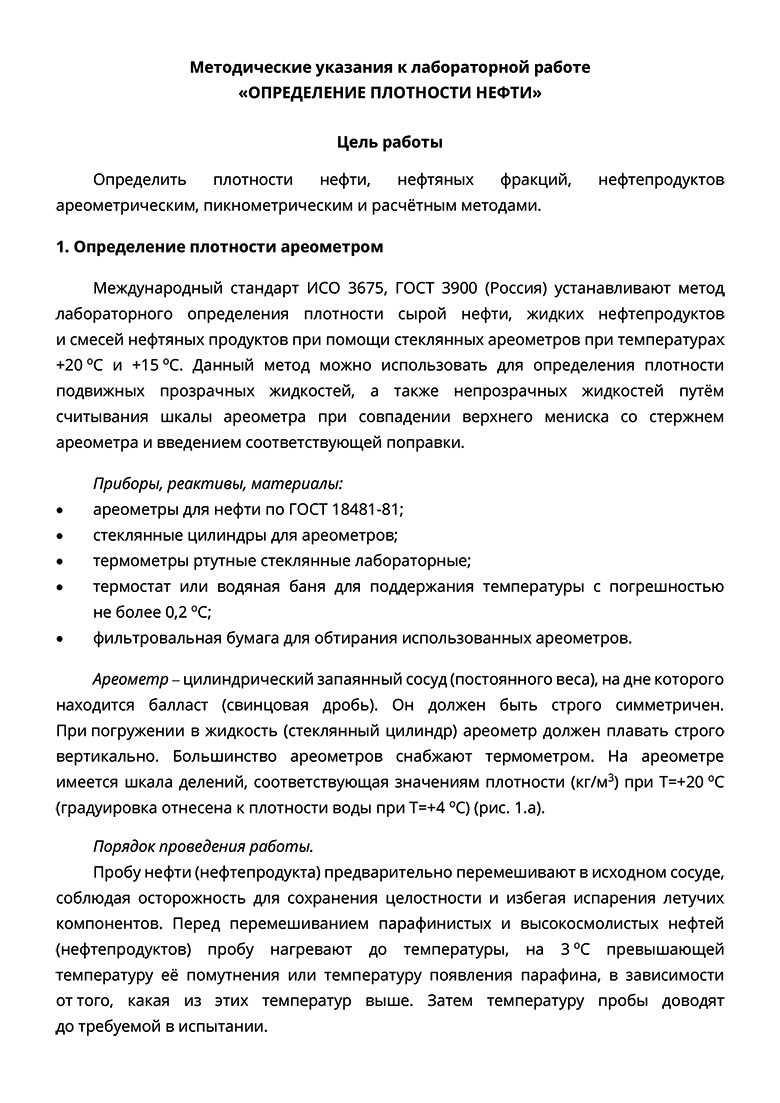 Методические указания к лабораторной работе
«ОПРЕДЕЛЕНИЕ ПЛОТНОСТИ НЕФТИ»
Цель работы
Определить плотности нефти, нефтяных фракций, нефтепродуктов
ареометрическим, пикнометрическим и расчётным методами.
1. Определение плотности ареометром
Международный стандарт ИСО 3675, ГОСТ 3900 (Россия) устанавливают метод
лабораторного определения плотности сырой нефти, жидких нефтепродуктов
и смесей нефтяных продуктов при помощи стеклянных ареометров при температурах
+20 ºС и +15 ºС. Данный метод можно использовать для определения плотности
подвижных прозрачных жидкостей, а также непрозрачных жидкостей путём
считывания шкалы ареометра при совпадении верхнего мениска со стержнем
ареометра и введением соответствующей поправки.
Приборы, реактивы, материалы:
• ареометры для нефти по ГОСТ 18481-81;
• стеклянные цилиндры для ареометров;
• термометры ртутные стеклянные лабораторные;
• термостат или водяная баня для поддержания температуры с погрешностью
не более 0,2 ºС;
• фильтровальная бумага для обтирания использованных ареометров.
Ареометр – цилиндрический запаянный сосуд (постоянного веса), на дне которого
находится балласт (свинцовая дробь). Он должен быть строго симметричен.
При погружении в жидкость (стеклянный цилиндр) ареометр должен плавать строго
вертикально. Большинство ареометров снабжают термометром. На ареометре
имеется шкала делений, соответствующая значениям плотности (кг/м³) при Т=+20 ºС
(градуировка отнесена к плотности воды при Т=+4 ºС) (рис. 1.а).
Порядок проведения работы.
Пробу нефти (нефтепродукта) предварительно перемешивают в исходном сосуде,
соблюдая осторожность для сохранения целостности и избегая испарения летучих
компонентов. Перед перемешиванием парафинистых и высокосмолистых нефтей
(нефтепродуктов) пробу нагревают до температуры, на 3 ºС превышающей
температуру её помутнения или температуру появления парафина, в зависимости
от того, какая из этих температур выше. Затем температуру пробы доводят
до требуемой в испытании.